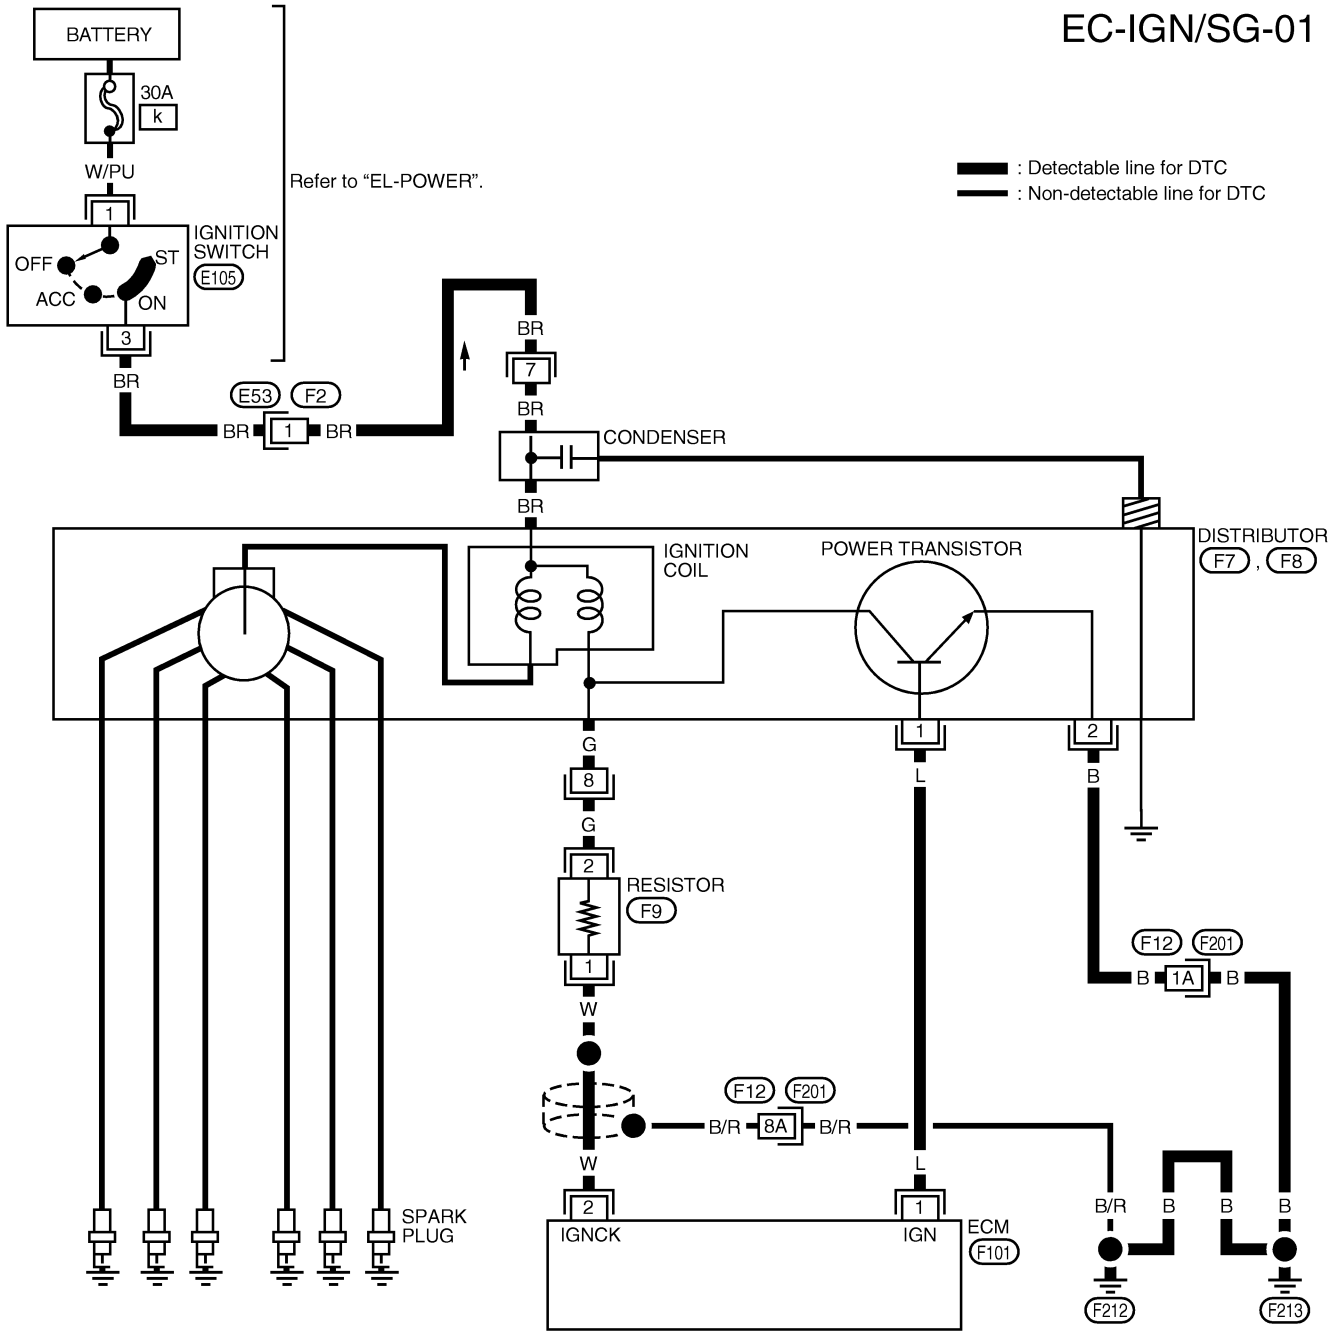 EC-IGN/SG-01
BATTERY
30A
k
W/PU
Refer to “EL-POWER”.
: Detectable line for DTC
: Non-detectable line for DTC
1
IGNITION
SWITCH
E105
OFF
ST
ACC
ON
3
BR
E53
F2
BR
1
BR
BR
7
BR
CONDENSER
BR
IGNITION
COIL
POWER TRANSISTOR
DISTRIBUTOR
F7 , F8
G
8
G
2
RESISTOR
F9
1
W
1
L
2
B
F12
F201
B
1A
B
F12
F201
B/R
8A
B/R
W
L
2
1
IGNCK
IGN
ECM
F101
SPARK
PLUG
B/R
B
B
B
F212
F213